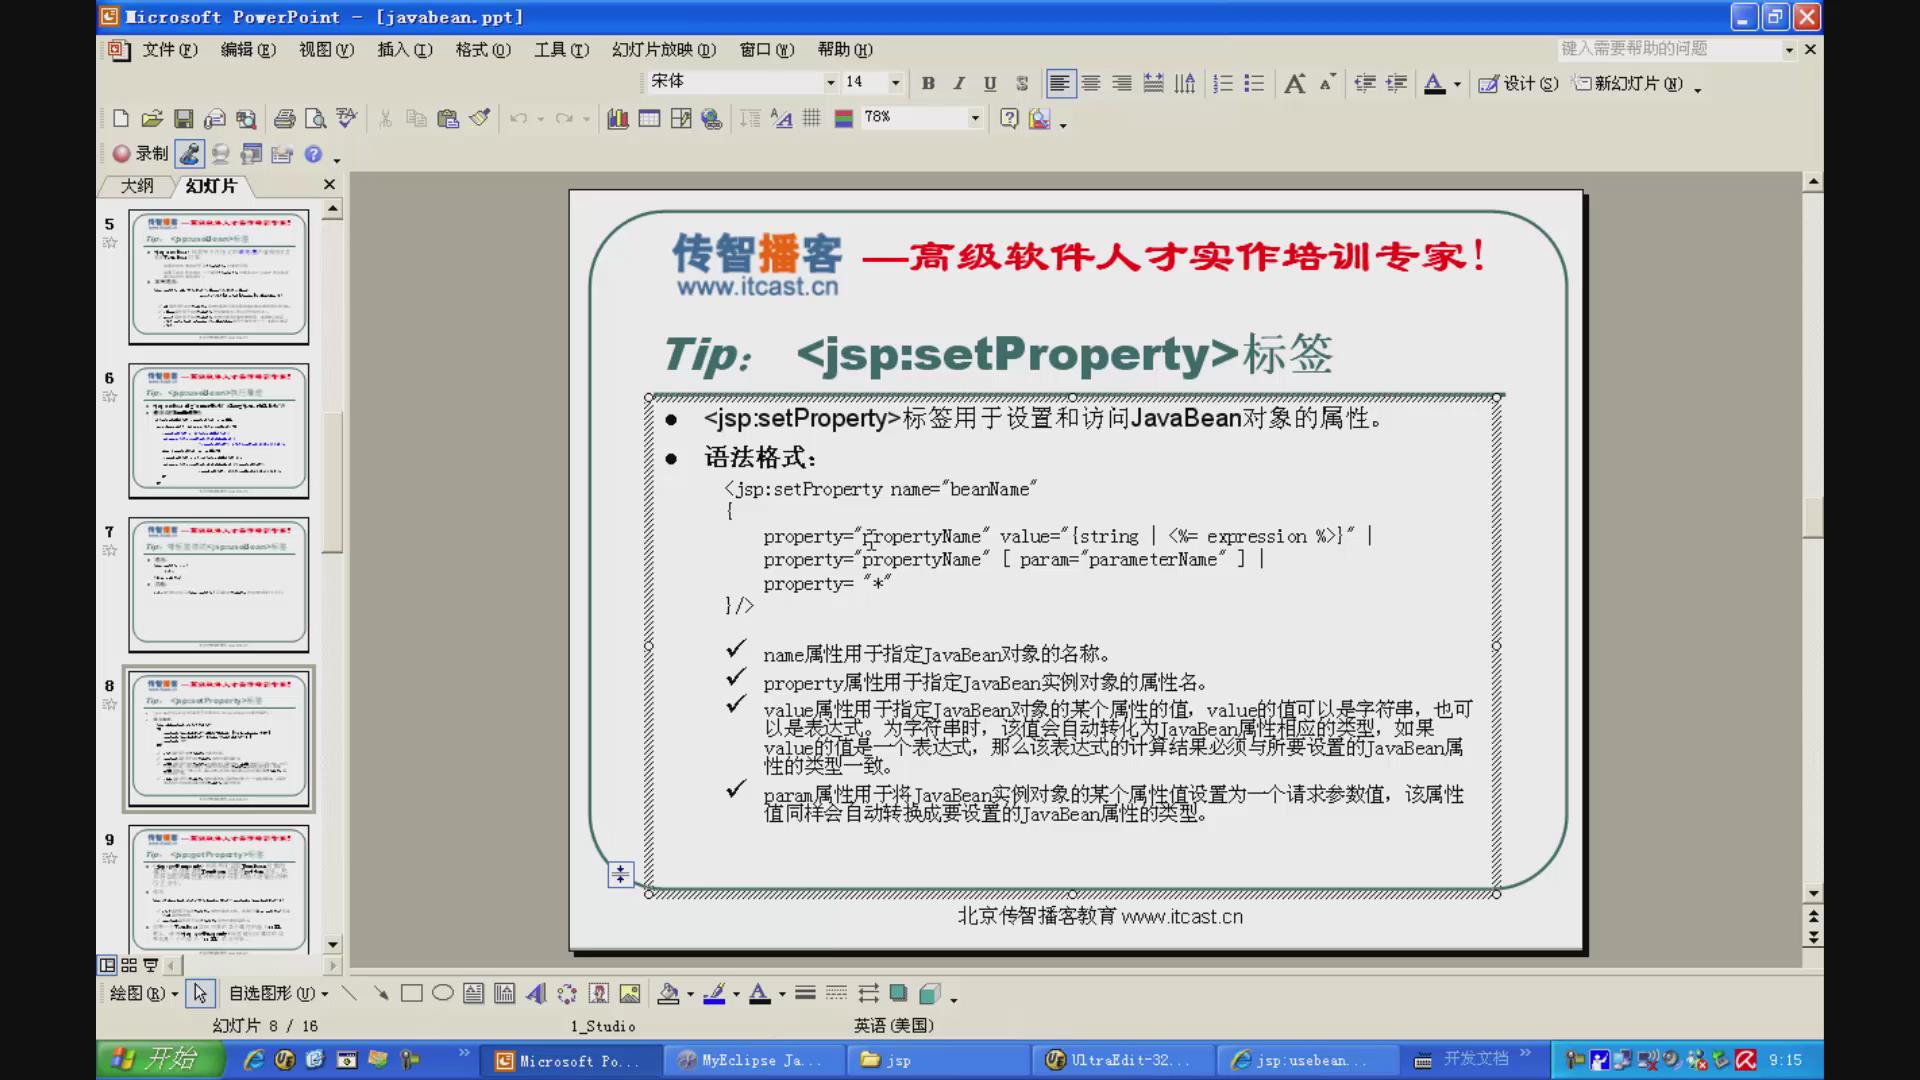 Microsoft PowerPoint - [javabean.ppt]
文件(F) 编辑(E) 视图(V) 插入(I) 格式(O) 工具(T) 幻灯片放映(D) 窗口(W) 帮助(H) 键入需要帮助的问题
宋体 14 B I U S 设计(S) 新幻灯片(N)
78%
录制
大纲 幻灯片
5
6
7
8
9
传智播客 —高级软件人才实作培训专家!
www.itcast.cn
Tip: <jsp:setProperty>标签
<jsp:setProperty>标签用于设置和访问JavaBean对象的属性。
语法格式:
<jsp:setProperty name="beanName"
{
property="propertyName" value="{string | <%= expression %>}" |
property="propertyName" [ param="parameterName" ] |
property= "*"
}/>
name属性用于指定JavaBean对象的名称。
property属性用于指定JavaBean实例对象的属性名。
value属性用于指定JavaBean对象的某个属性的值,value的值可以是字符串,也可
以是表达式。为字符串时,该值会自动转化为JavaBean属性相应的类型,如果
value的值是一个表达式,那么该表达式的计算结果必须与所要设置的JavaBean属
性的类型一致。
param属性用于将JavaBean实例对象的某个属性值设置为一个请求参数值,该属性
值同样会自动转换成要设置的JavaBean属性的类型。
北京传智播客教育 www.itcast.cn
绘图(R) 自选图形(U)
幻灯片 8 / 16 1_Studio 英语(美国)
开始 Microsoft Po... MyEclipse Ja... jsp UltraEdit-32... jsp:usebean... 开发文档 9:15